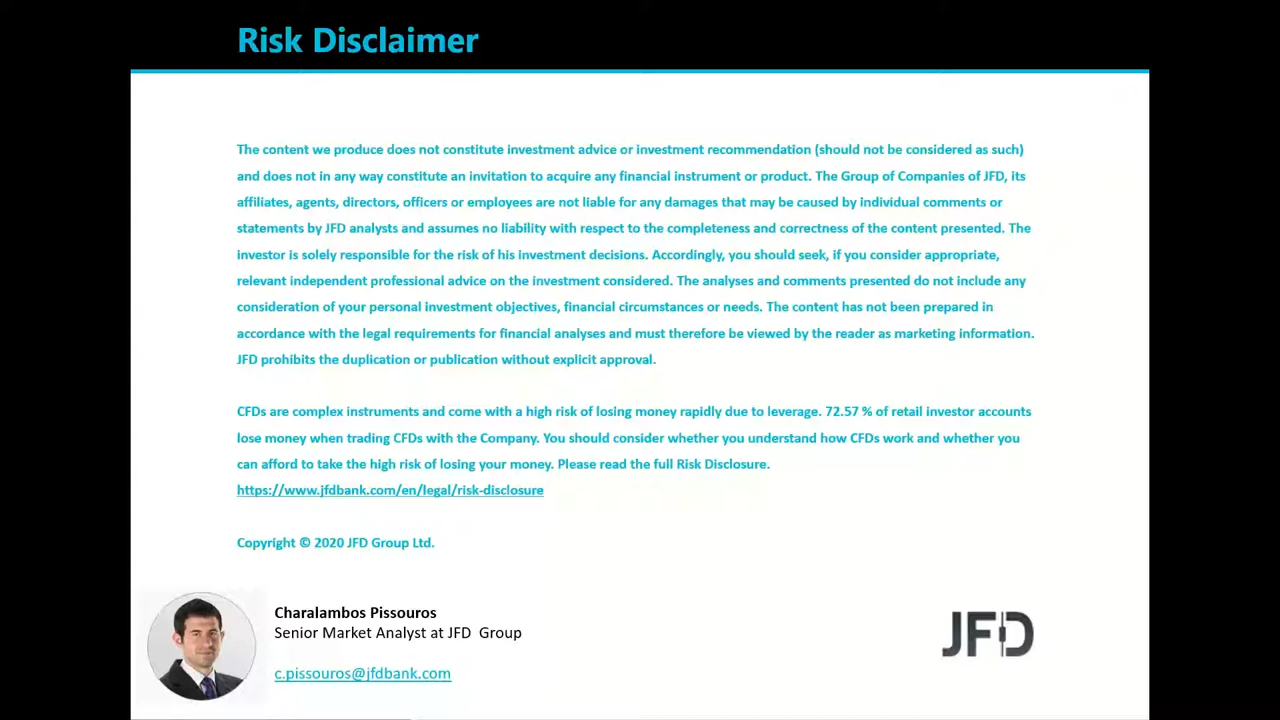 Risk Disclaimer
The content we produce does not constitute investment advice or investment recommendation (should not be considered as such)
and does not in any way constitute an invitation to acquire any financial instrument or product. The Group of Companies of JFD, its
affiliates, agents, directors, officers or employees are not liable for any damages that may be caused by individual comments or
statements by JFD analysts and assumes no liability with respect to the completeness and correctness of the content presented. The
investor is solely responsible for the risk of his investment decisions. Accordingly, you should seek, if you consider appropriate,
relevant independent professional advice on the investment considered. The analyses and comments presented do not include any
consideration of your personal investment objectives, financial circumstances or needs. The content has not been prepared in
accordance with the legal requirements for financial analyses and must therefore be viewed by the reader as marketing information.
JFD prohibits the duplication or publication without explicit approval.
CFDs are complex instruments and come with a high risk of losing money rapidly due to leverage. 72.57 % of retail investor accounts
lose money when trading CFDs with the Company. You should consider whether you understand how CFDs work and whether you
can afford to take the high risk of losing your money. Please read the full Risk Disclosure.
https://www.jfdbank.com/en/legal/risk-disclosure
Copyright © 2020 JFD Group Ltd.
Charalambos Pissouros
Senior Market Analyst at JFD  Group
c.pissouros@jfdbank.com
JFD